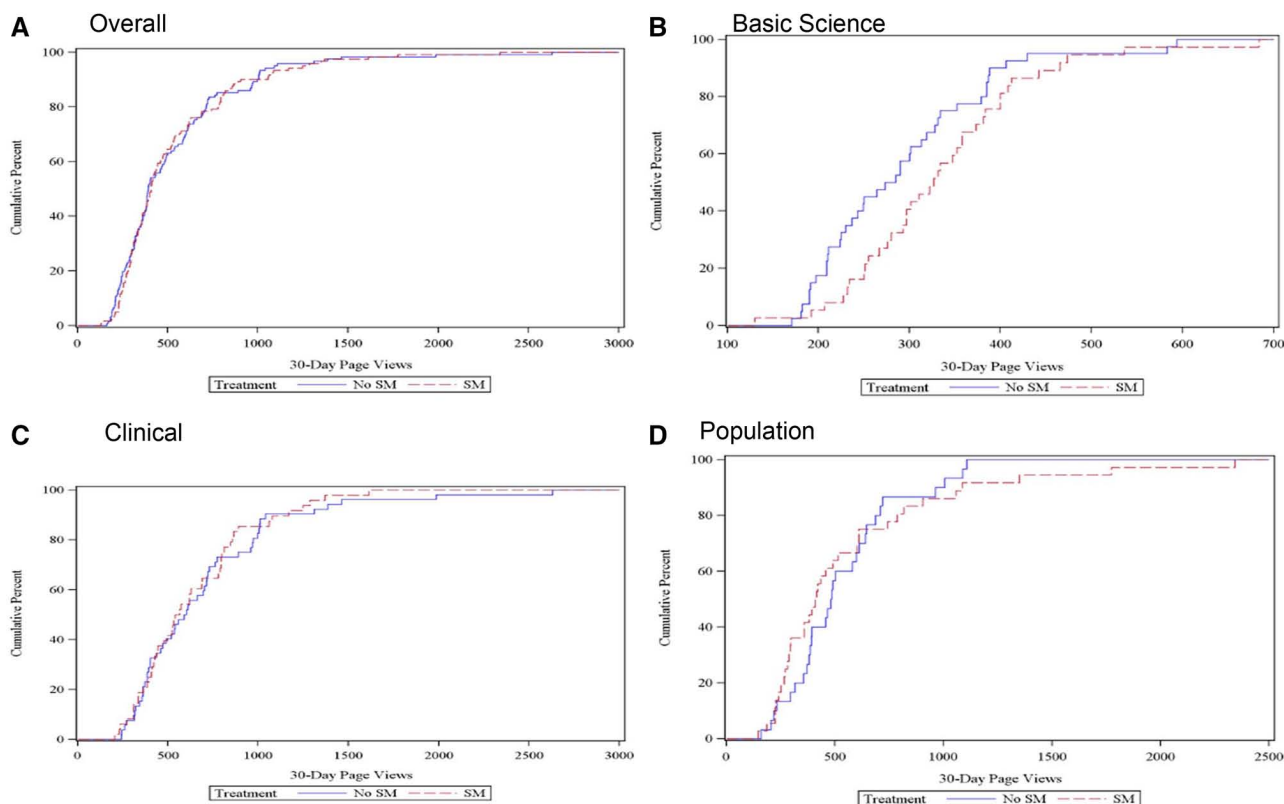 A Overall
Cumulative Percent
100
80
60
40
20
0
0 500 1000 1500 2000 2500 3000
30-Day Page Views
Treatment No SM SM
B Basic Science
Cumulative Percent
100
80
60
40
20
0
100 200 300 400 500 600 700
30-Day Page Views
Treatment No SM SM
C Clinical
Cumulative Percent
100
80
60
40
20
0
0 500 1000 1500 2000 2500 3000
30-Day Page Views
Treatment No SM SM
D Population
Cumulative Percent
100
80
60
40
20
0
0 500 1000 1500 2000 2500
30-Day Page Views
Treatment No SM SM